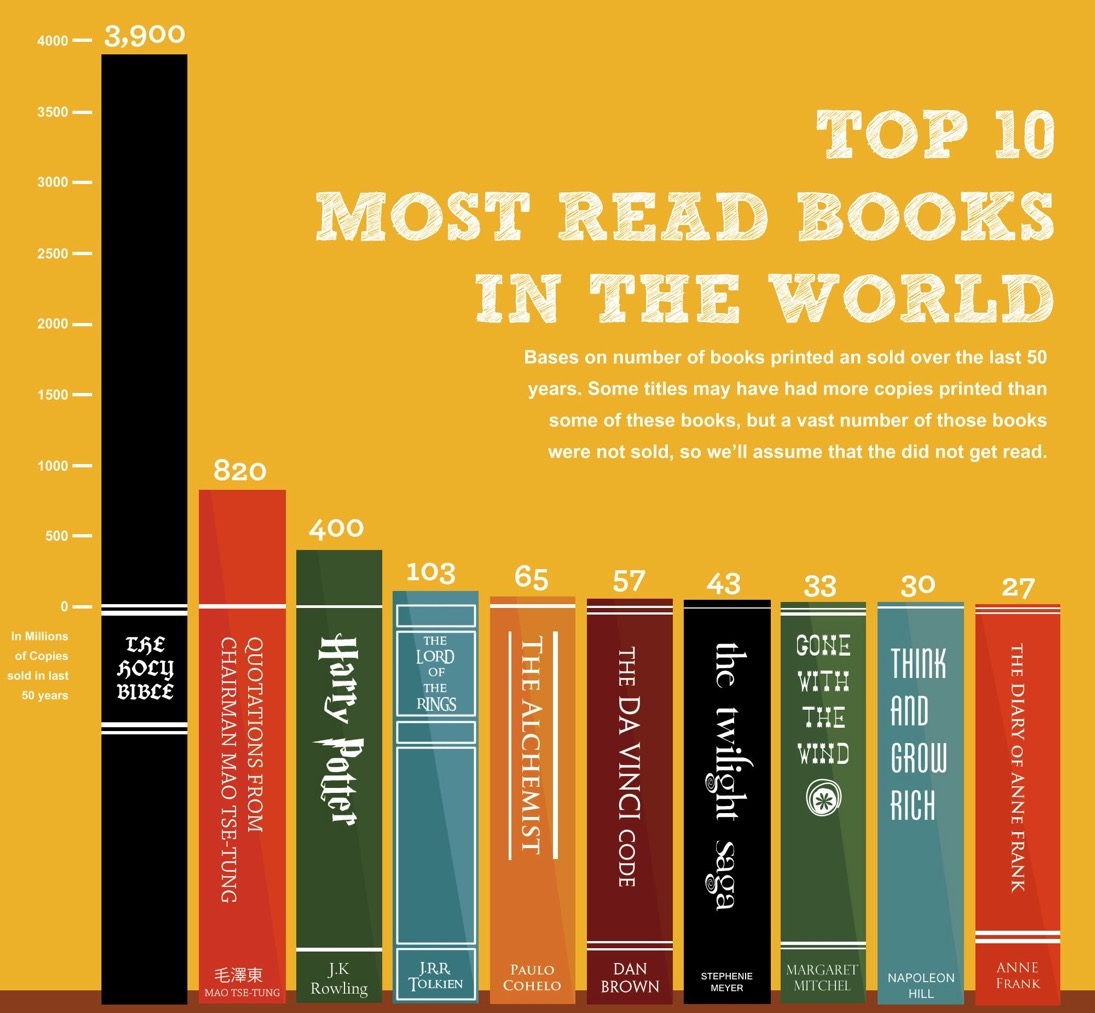 TOP 10
MOST READ BOOKS
IN THE WORLD
Bases on number of books printed an sold over the last 50
years. Some titles may have had more copies printed than
some of these books, but a vast number of those books
were not sold, so we'll assume that the did not get read.
4000
3500
3000
2500
2000
1500
1000
500
0
In Millions
of Copies
sold in last
50 years
3,900
THE
HOLY
BIBLE
820
QUOTATIONS FROM
CHAIRMAN MAO TSE-TUNG
毛澤東
MAO TSE-TUNG
400
Harry Potter
J.K
Rowling
103
THE
LORD
OF
THE
RINGS
J.R.R
TOLKIEN
65
THE ALCHEMIST
PAULO
COHELO
57
THE DA VINCI CODE
DAN
BROWN
43
the twilight saga
STEPHENIE
MEYER
33
GONE
WITH
THE
WIND
MARGARET
MITCHEL
30
THINK
AND
GROW
RICH
NAPOLEON
HILL
27
THE DIARY OF ANNE FRANK
ANNE
FRANK